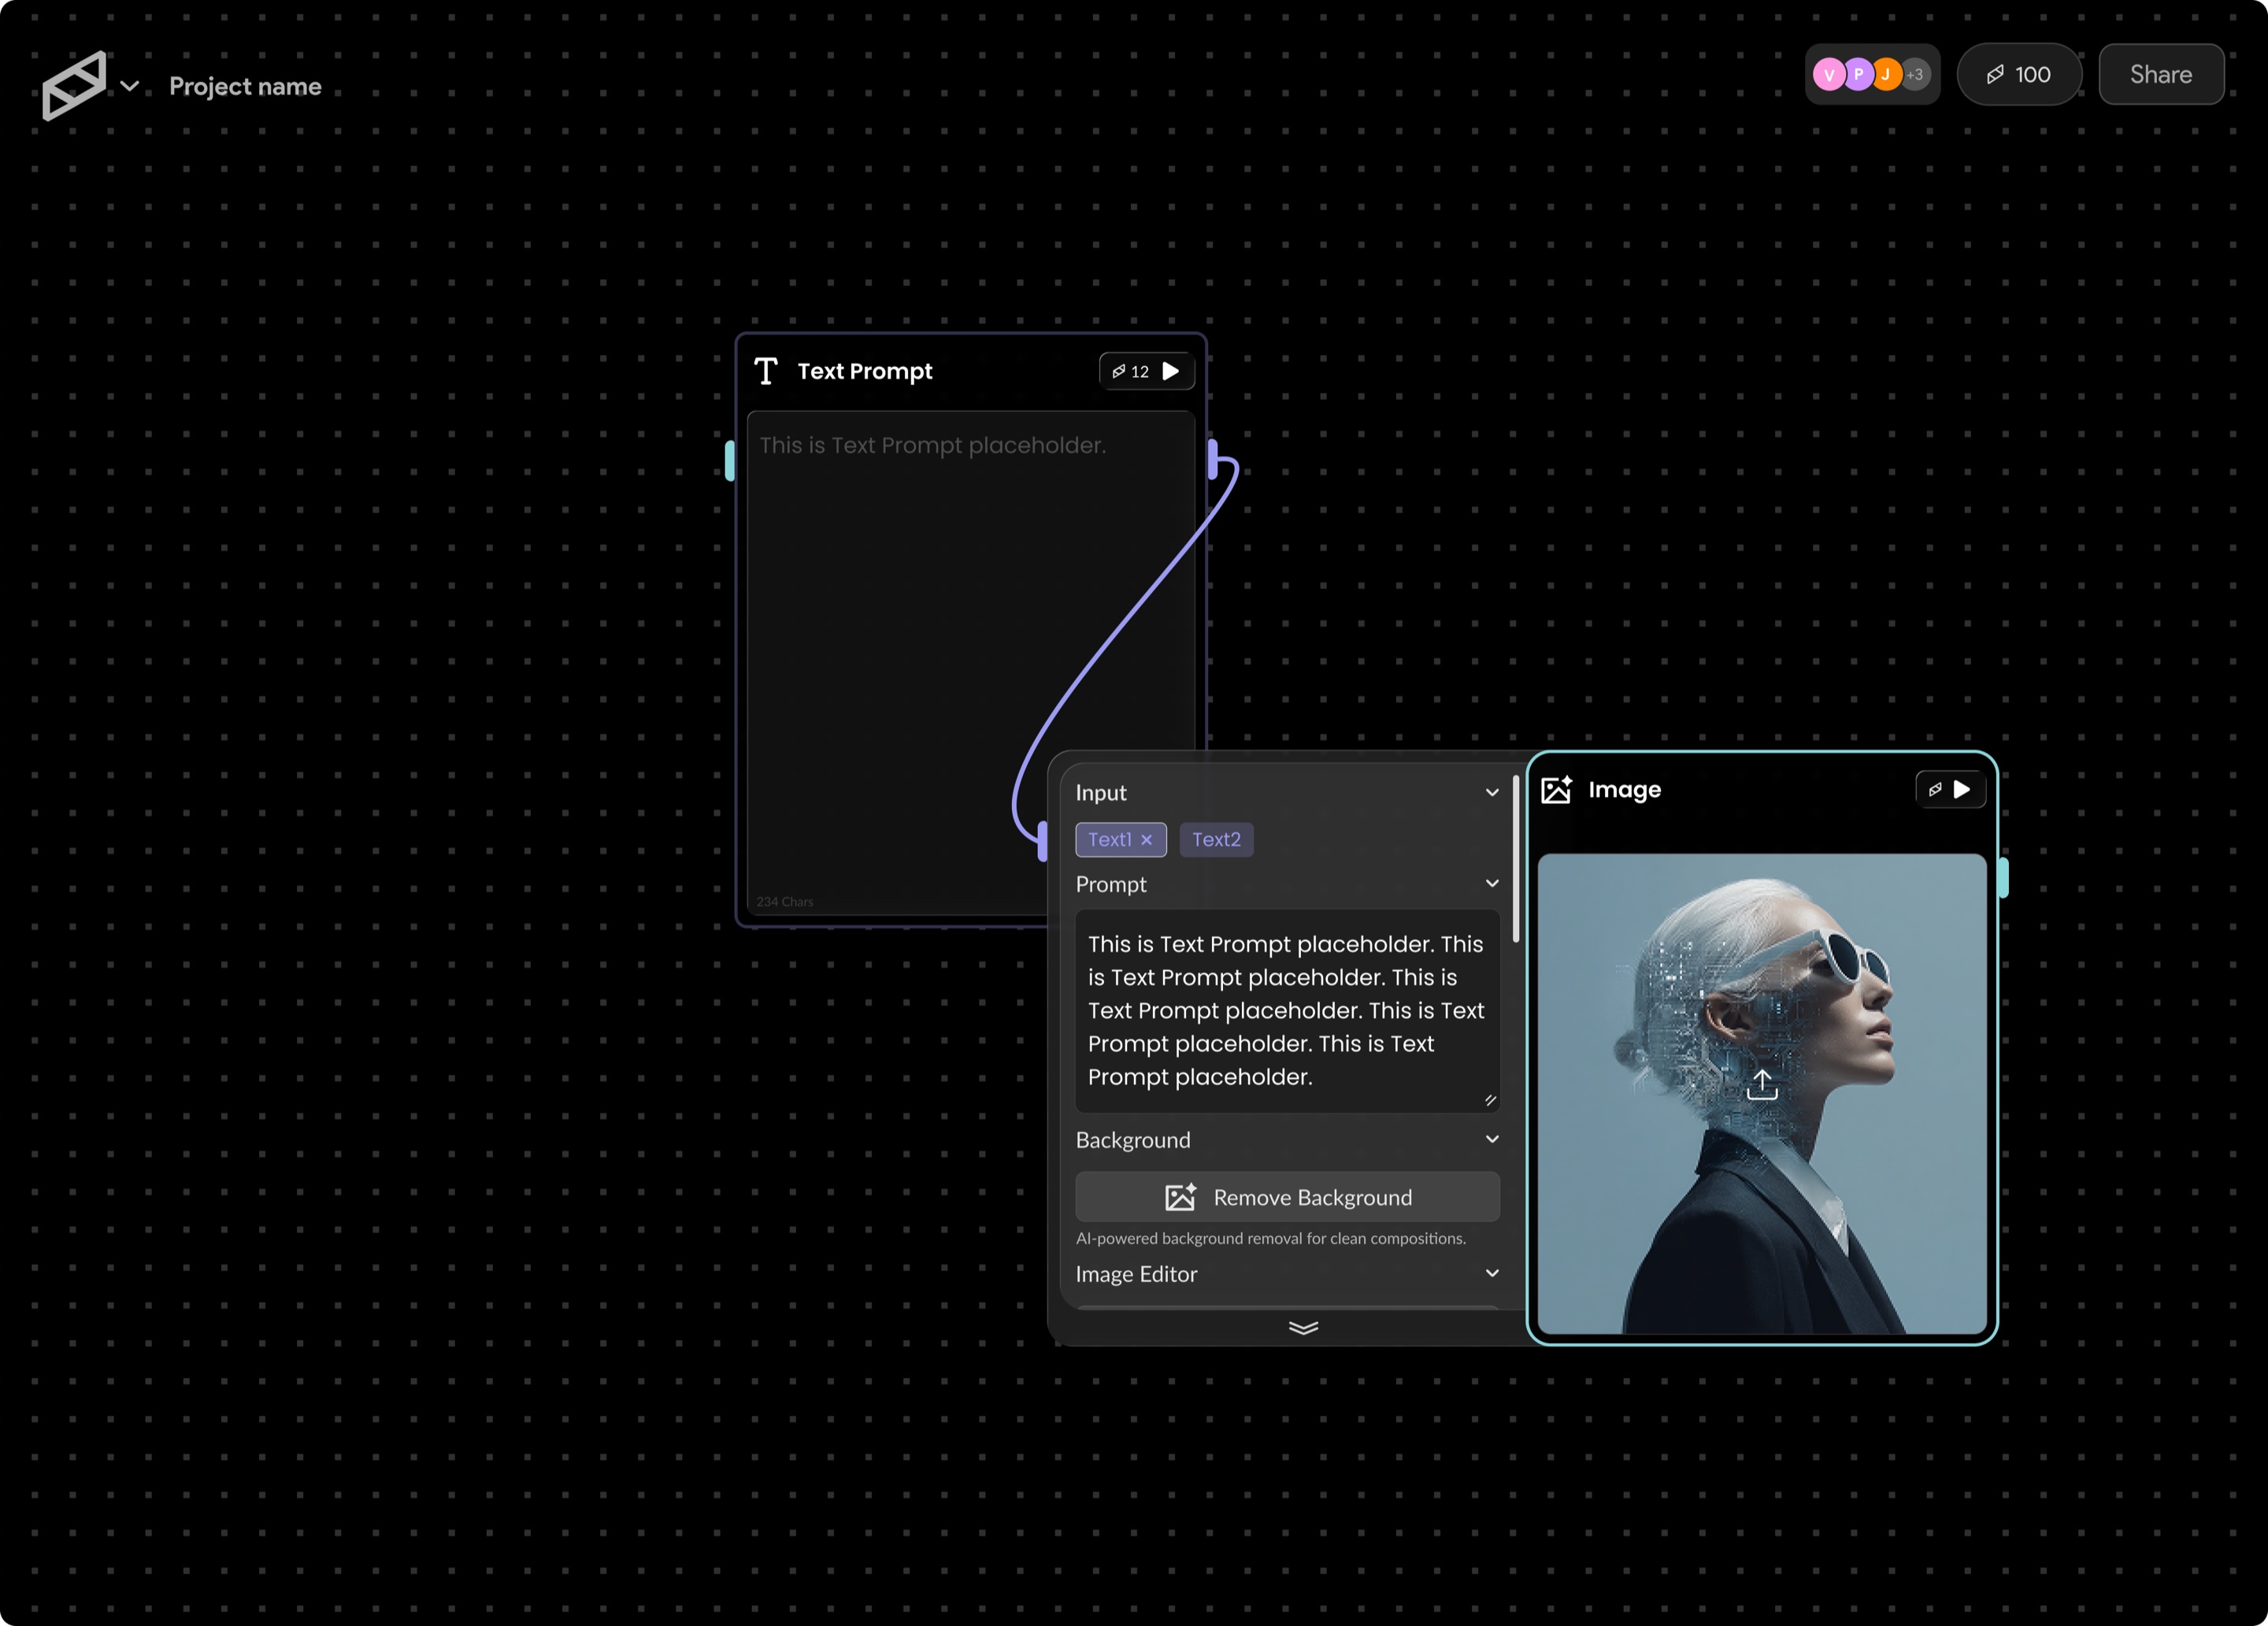 Project name
V P J +3
100
Share
Text Prompt
12
This is Text Prompt placeholder.
234 Chars
Input
Text1 Text2
Prompt
This is Text Prompt placeholder. This
is Text Prompt placeholder. This is
Text Prompt placeholder. This is Text
Prompt placeholder. This is Text
Prompt placeholder.
Background
Remove Background
AI-powered background removal for clean compositions.
Image Editor
Image